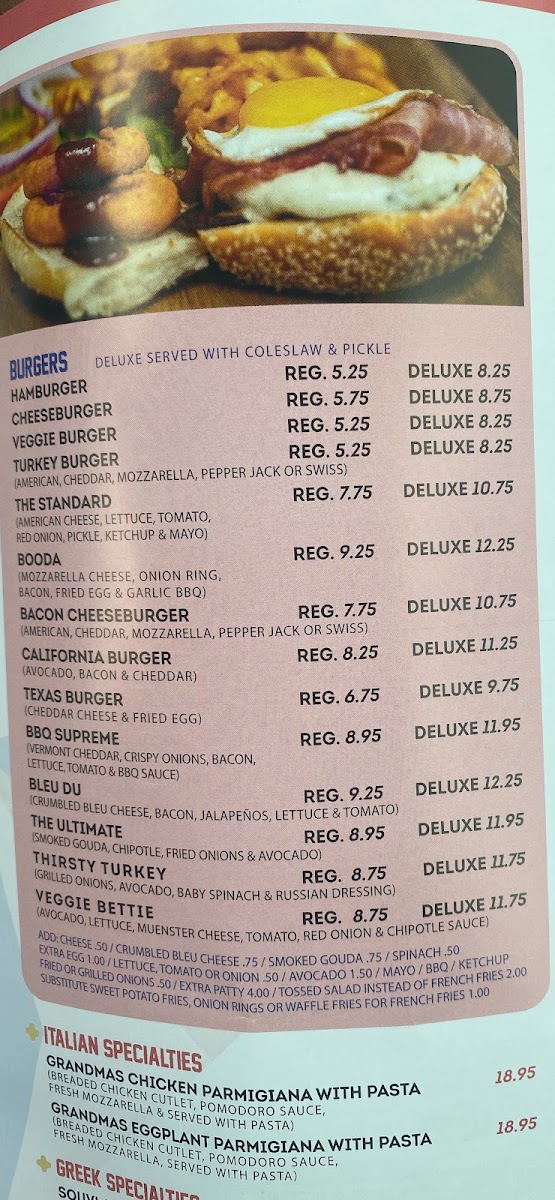 BURGERS DELUXE SERVED WITH COLESLAW & PICKLE
HAMBURGER REG. 5.25 DELUXE 8.25
CHEESEBURGER REG. 5.75 DELUXE 8.75
VEGGIE BURGER REG. 5.25 DELUXE 8.25
TURKEY BURGER REG. 5.25 DELUXE 8.25
(AMERICAN, CHEDDAR, MOZZARELLA, PEPPER JACK OR SWISS)
THE STANDARD REG. 7.75 DELUXE 10.75
(AMERICAN CHEESE, LETTUCE, TOMATO,
RED ONION, PICKLE, KETCHUP & MAYO)
BOODA REG. 9.25 DELUXE 12.25
(MOZZARELLA CHEESE, ONION RING,
BACON, FRIED EGG & GARLIC BBQ)
BACON CHEESEBURGER REG. 7.75 DELUXE 10.75
(AMERICAN, CHEDDAR, MOZZARELLA, PEPPER JACK OR SWISS)
CALIFORNIA BURGER REG. 8.25 DELUXE 11.25
(AVOCADO, BACON & CHEDDAR)
TEXAS BURGER REG. 6.75 DELUXE 9.75
(CHEDDAR CHEESE & FRIED EGG)
BBQ SUPREME REG. 8.95 DELUXE 11.95
(VERMONT CHEDDAR, CRISPY ONIONS, BACON,
LETTUCE, TOMATO & BBQ SAUCE)
BLEU DU REG. 9.25 DELUXE 12.25
(CRUMBLED BLEU CHEESE, BACON, JALAPEÑOS, LETTUCE & TOMATO)
THE ULTIMATE REG. 8.95 DELUXE 11.95
(SMOKED GOUDA, CHIPOTLE, FRIED ONIONS & AVOCADO)
THIRSTY TURKEY REG. 8.75 DELUXE 11.75
(GRILLED ONIONS, AVOCADO, BABY SPINACH & RUSSIAN DRESSING)
VEGGIE BETTIE REG. 8.75 DELUXE 11.75
(AVOCADO, LETTUCE, MUENSTER CHEESE, TOMATO, RED ONION & CHIPOTLE SAUCE)
ADD: CHEESE .50 / CRUMBLED BLEU CHEESE .75 / SMOKED GOUDA .75 / SPINACH .50
EXTRA EGG 1.00 / LETTUCE, TOMATO OR ONION .50 / AVOCADO 1.50 / MAYO / BBQ / KETCHUP
FRIED OR GRILLED ONIONS .50 / EXTRA PATTY 4.00 / TOSSED SALAD INSTEAD OF FRENCH FRIES 2.00
SUBSTITUTE SWEET POTATO FRIES, ONION RINGS OR WAFFLE FRIES FOR FRENCH FRIES 1.00
ITALIAN SPECIALTIES
GRANDMAS CHICKEN PARMIGIANA WITH PASTA 18.95
(BREADED CHICKEN CUTLET, POMODORO SAUCE,
FRESH MOZZARELLA & SERVED WITH PASTA)
GRANDMAS EGGPLANT PARMIGIANA WITH PASTA 18.95
(BREADED CHICKEN CUTLET, POMODORO SAUCE,
FRESH MOZZARELLA, SERVED WITH PASTA)
GREEK SPECIALTIES